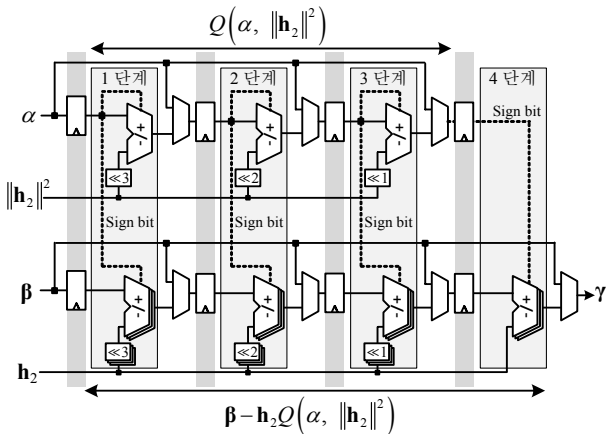 Q(α, ‖h₂‖²)
1 단계
2 단계
3 단계
4 단계
Sign bit
α
+
-/
+
-/
+
-/
≪3
≪2
≪1
‖h₂‖²
Sign bit
Sign bit
Sign bit
β
+
-/
+
-/
+
-/
+
-/
γ
≪3
≪2
≪1
h₂
β – h₂Q(α, ‖h₂‖²)